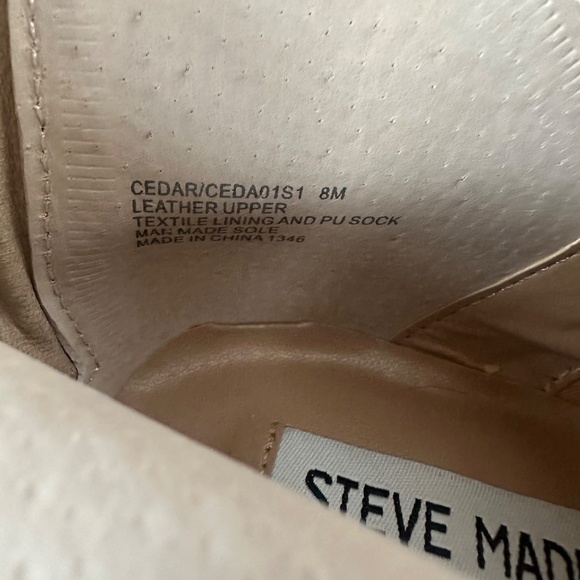 CEDAR/CEDA01S1 8M
LEATHER UPPER
TEXTILE LINING AND PU SOCK
MAN MADE SOLE
MADE IN CHINA 1346
STEVE MAD